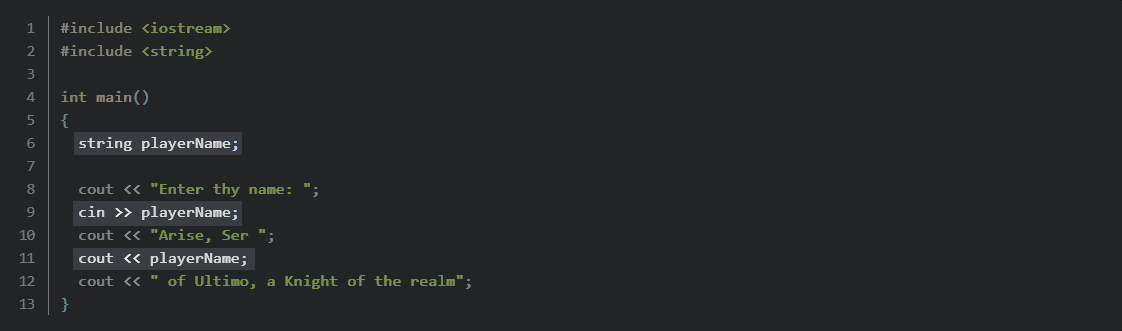 1 #include <iostream>
2 #include <string>
3
4 int main()
5 {
6 string playerName;
7
8 cout << "Enter thy name: ";
9 cin >> playerName;
10 cout << "Arise, Ser ";
11 cout << playerName;
12 cout << " of Ultimo, a Knight of the realm";
13 }